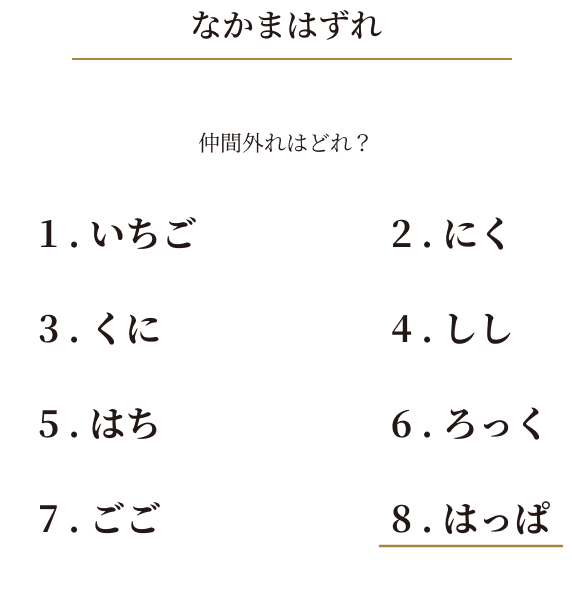 なかまはずれ
仲間外れはどれ？
1 . いちご
2 . にく
3 . くに
4 . しし
5 . はち
6 . ろっく
7 . ごご
8 . はっぱ